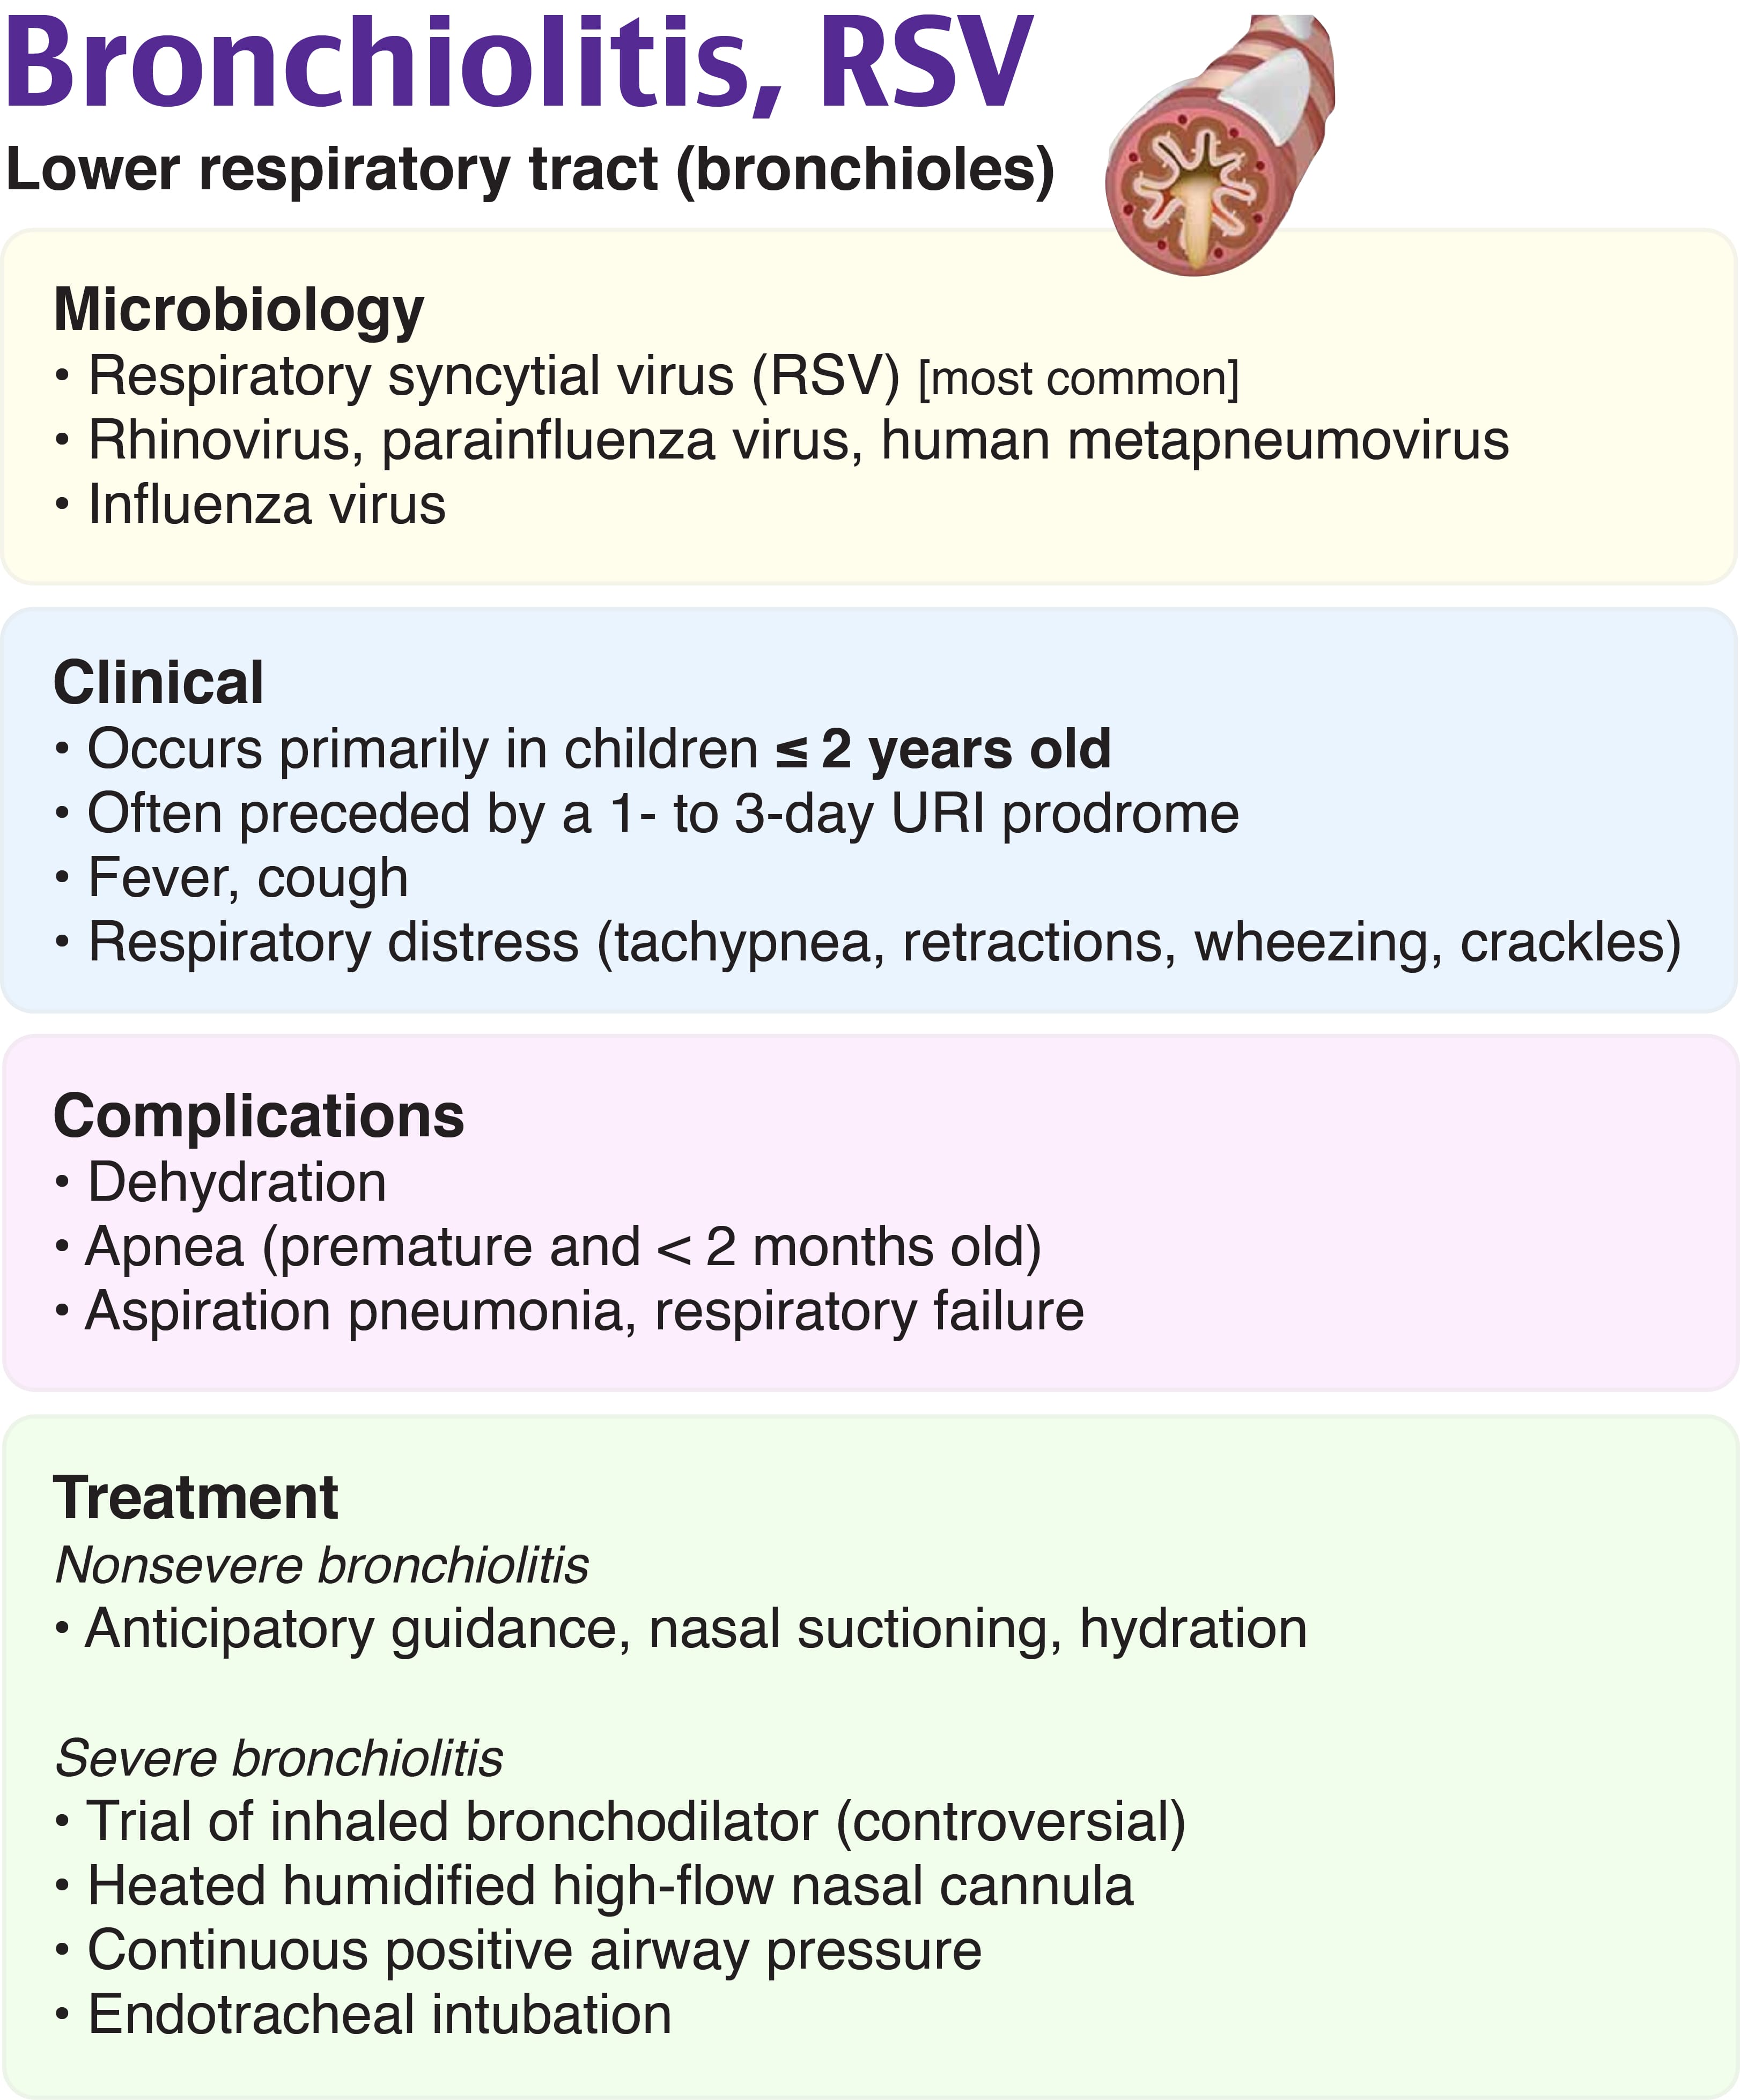 Bronchiolitis, RSV
Lower respiratory tract (bronchioles)
Microbiology
• Respiratory syncytial virus (RSV) [most common]
• Rhinovirus, parainfluenza virus, human metapneumovirus
• Influenza virus
Clinical
• Occurs primarily in children ≤ 2 years old
• Often preceded by a 1- to 3-day URI prodrome
• Fever, cough
• Respiratory distress (tachypnea, retractions, wheezing, crackles)
Complications
• Dehydration
• Apnea (premature and < 2 months old)
• Aspiration pneumonia, respiratory failure
Treatment
Nonsevere bronchiolitis
• Anticipatory guidance, nasal suctioning, hydration
Severe bronchiolitis
• Trial of inhaled bronchodilator (controversial)
• Heated humidified high-flow nasal cannula
• Continuous positive airway pressure
• Endotracheal intubation